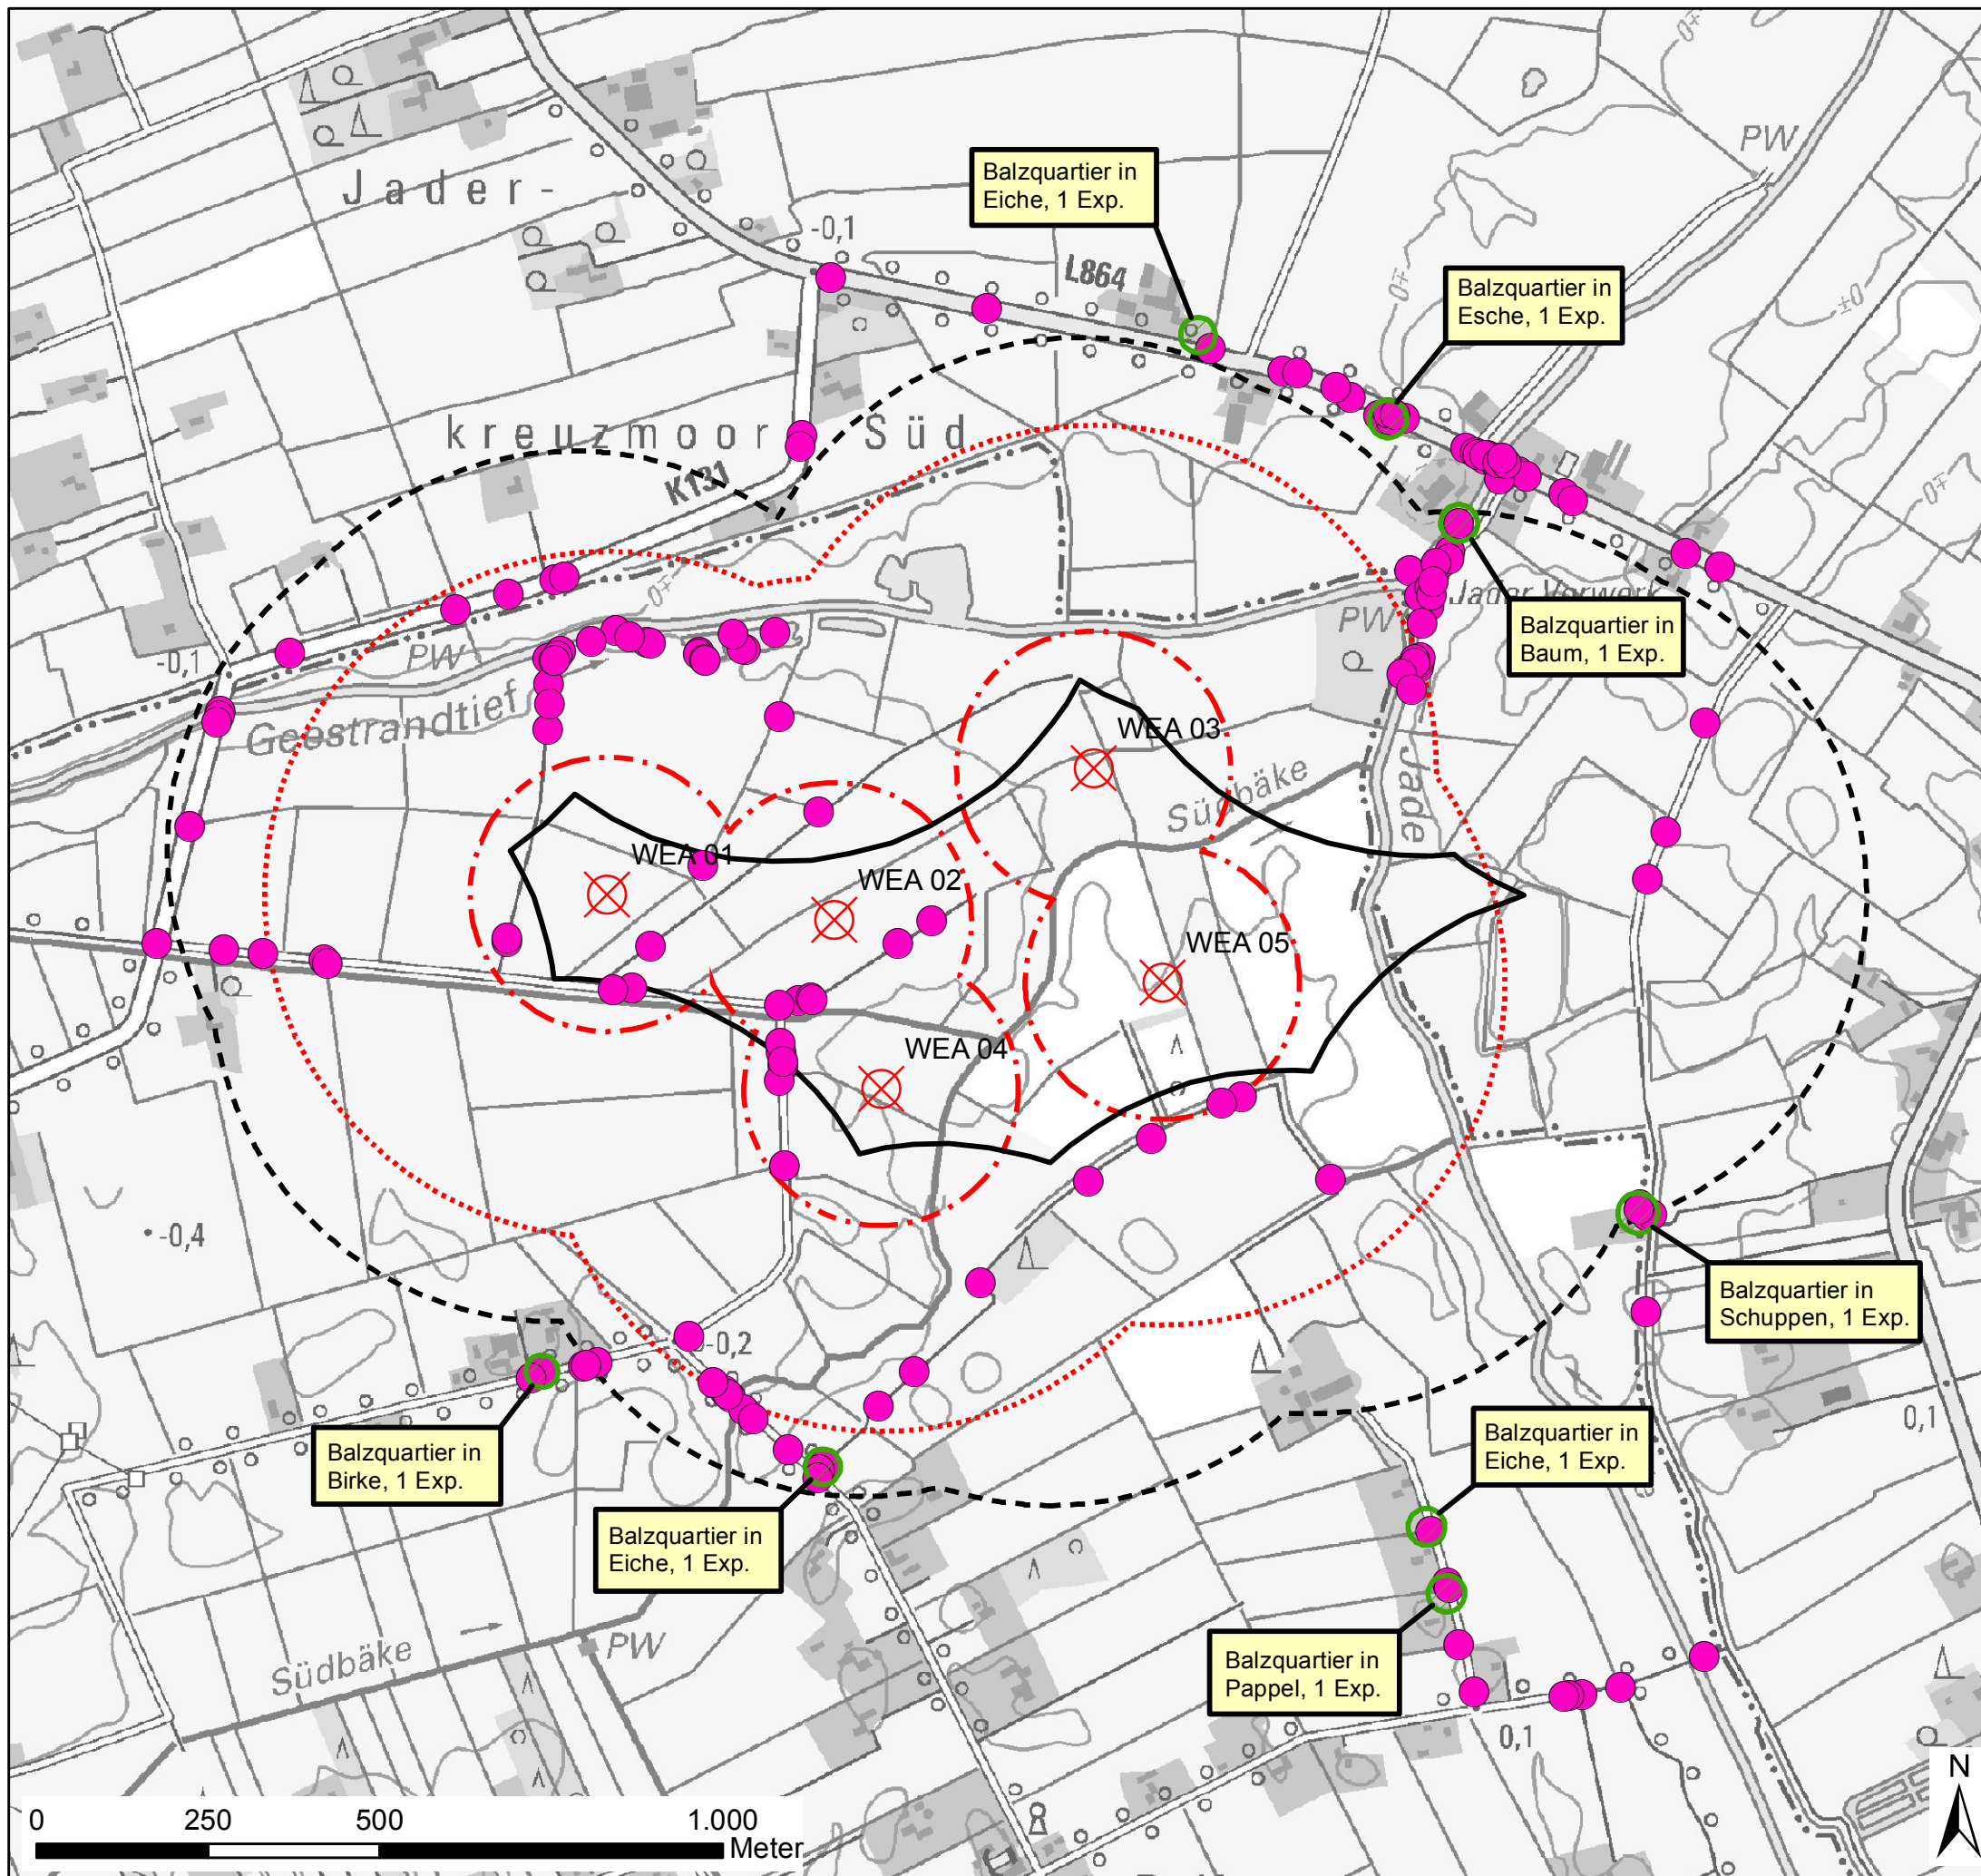 PW
Jader-
Balzquartier in
Eiche, 1 Exp.
-0,1
L864
Balzquartier in
Esche, 1 Exp.
±0
kreuzmoor Süd
K131
PW
Jader Vorwerk
Balzquartier in
Baum, 1 Exp.
-0,1
PW
Geestrandtief
WEA 03
Südbäke
Jade
WEA 01
WEA 02
WEA 05
WEA 04
-0,4
Balzquartier in
Schuppen, 1 Exp.
-0,2
0,1
Balzquartier in
Birke, 1 Exp.
Balzquartier in
Eiche, 1 Exp.
Balzquartier in
Eiche, 1 Exp.
Südbäke
PW
Balzquartier in
Pappel, 1 Exp.
0,1
N
0 250 500 1.000
Meter